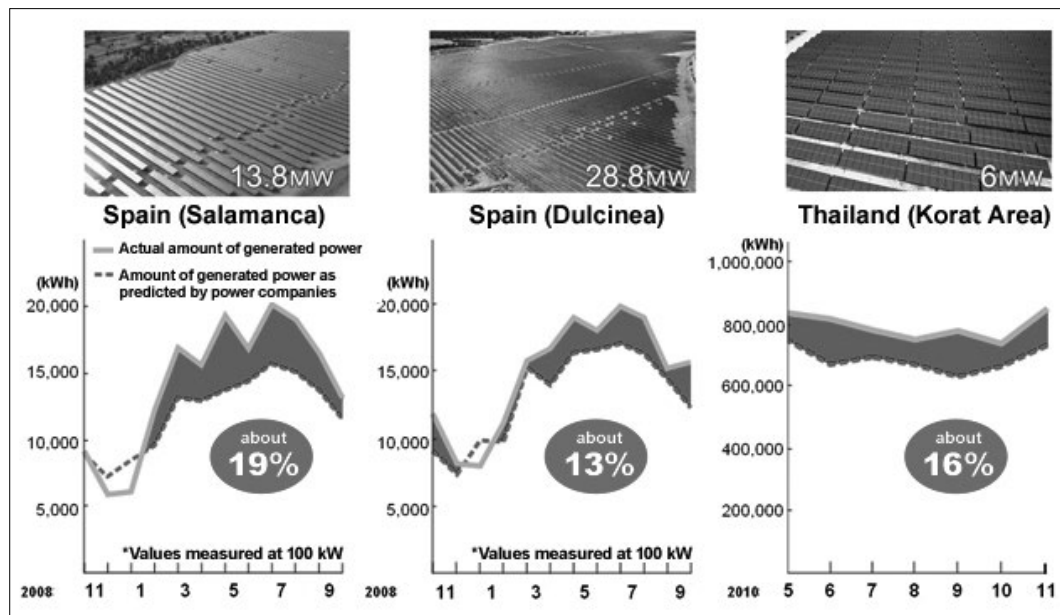 13.8MW
28.8MW
6MW
Spain (Salamanca)
Spain (Dulcinea)
Thailand (Korat Area)
Actual amount of generated power
Amount of generated power as
predicted by power companies
(kWh)
20,000
15,000
10,000
5,000
about
19%
*Values measured at 100 kW
2008
11
1
3
5
7
9
(kWh)
20,000
15,000
10,000
5,000
about
13%
*Values measured at 100 kW
2008
11
1
3
5
7
9
(kWh)
1,000,000
800,000
600,000
400,000
200,000
about
16%
2010
5
6
7
8
9
10
11